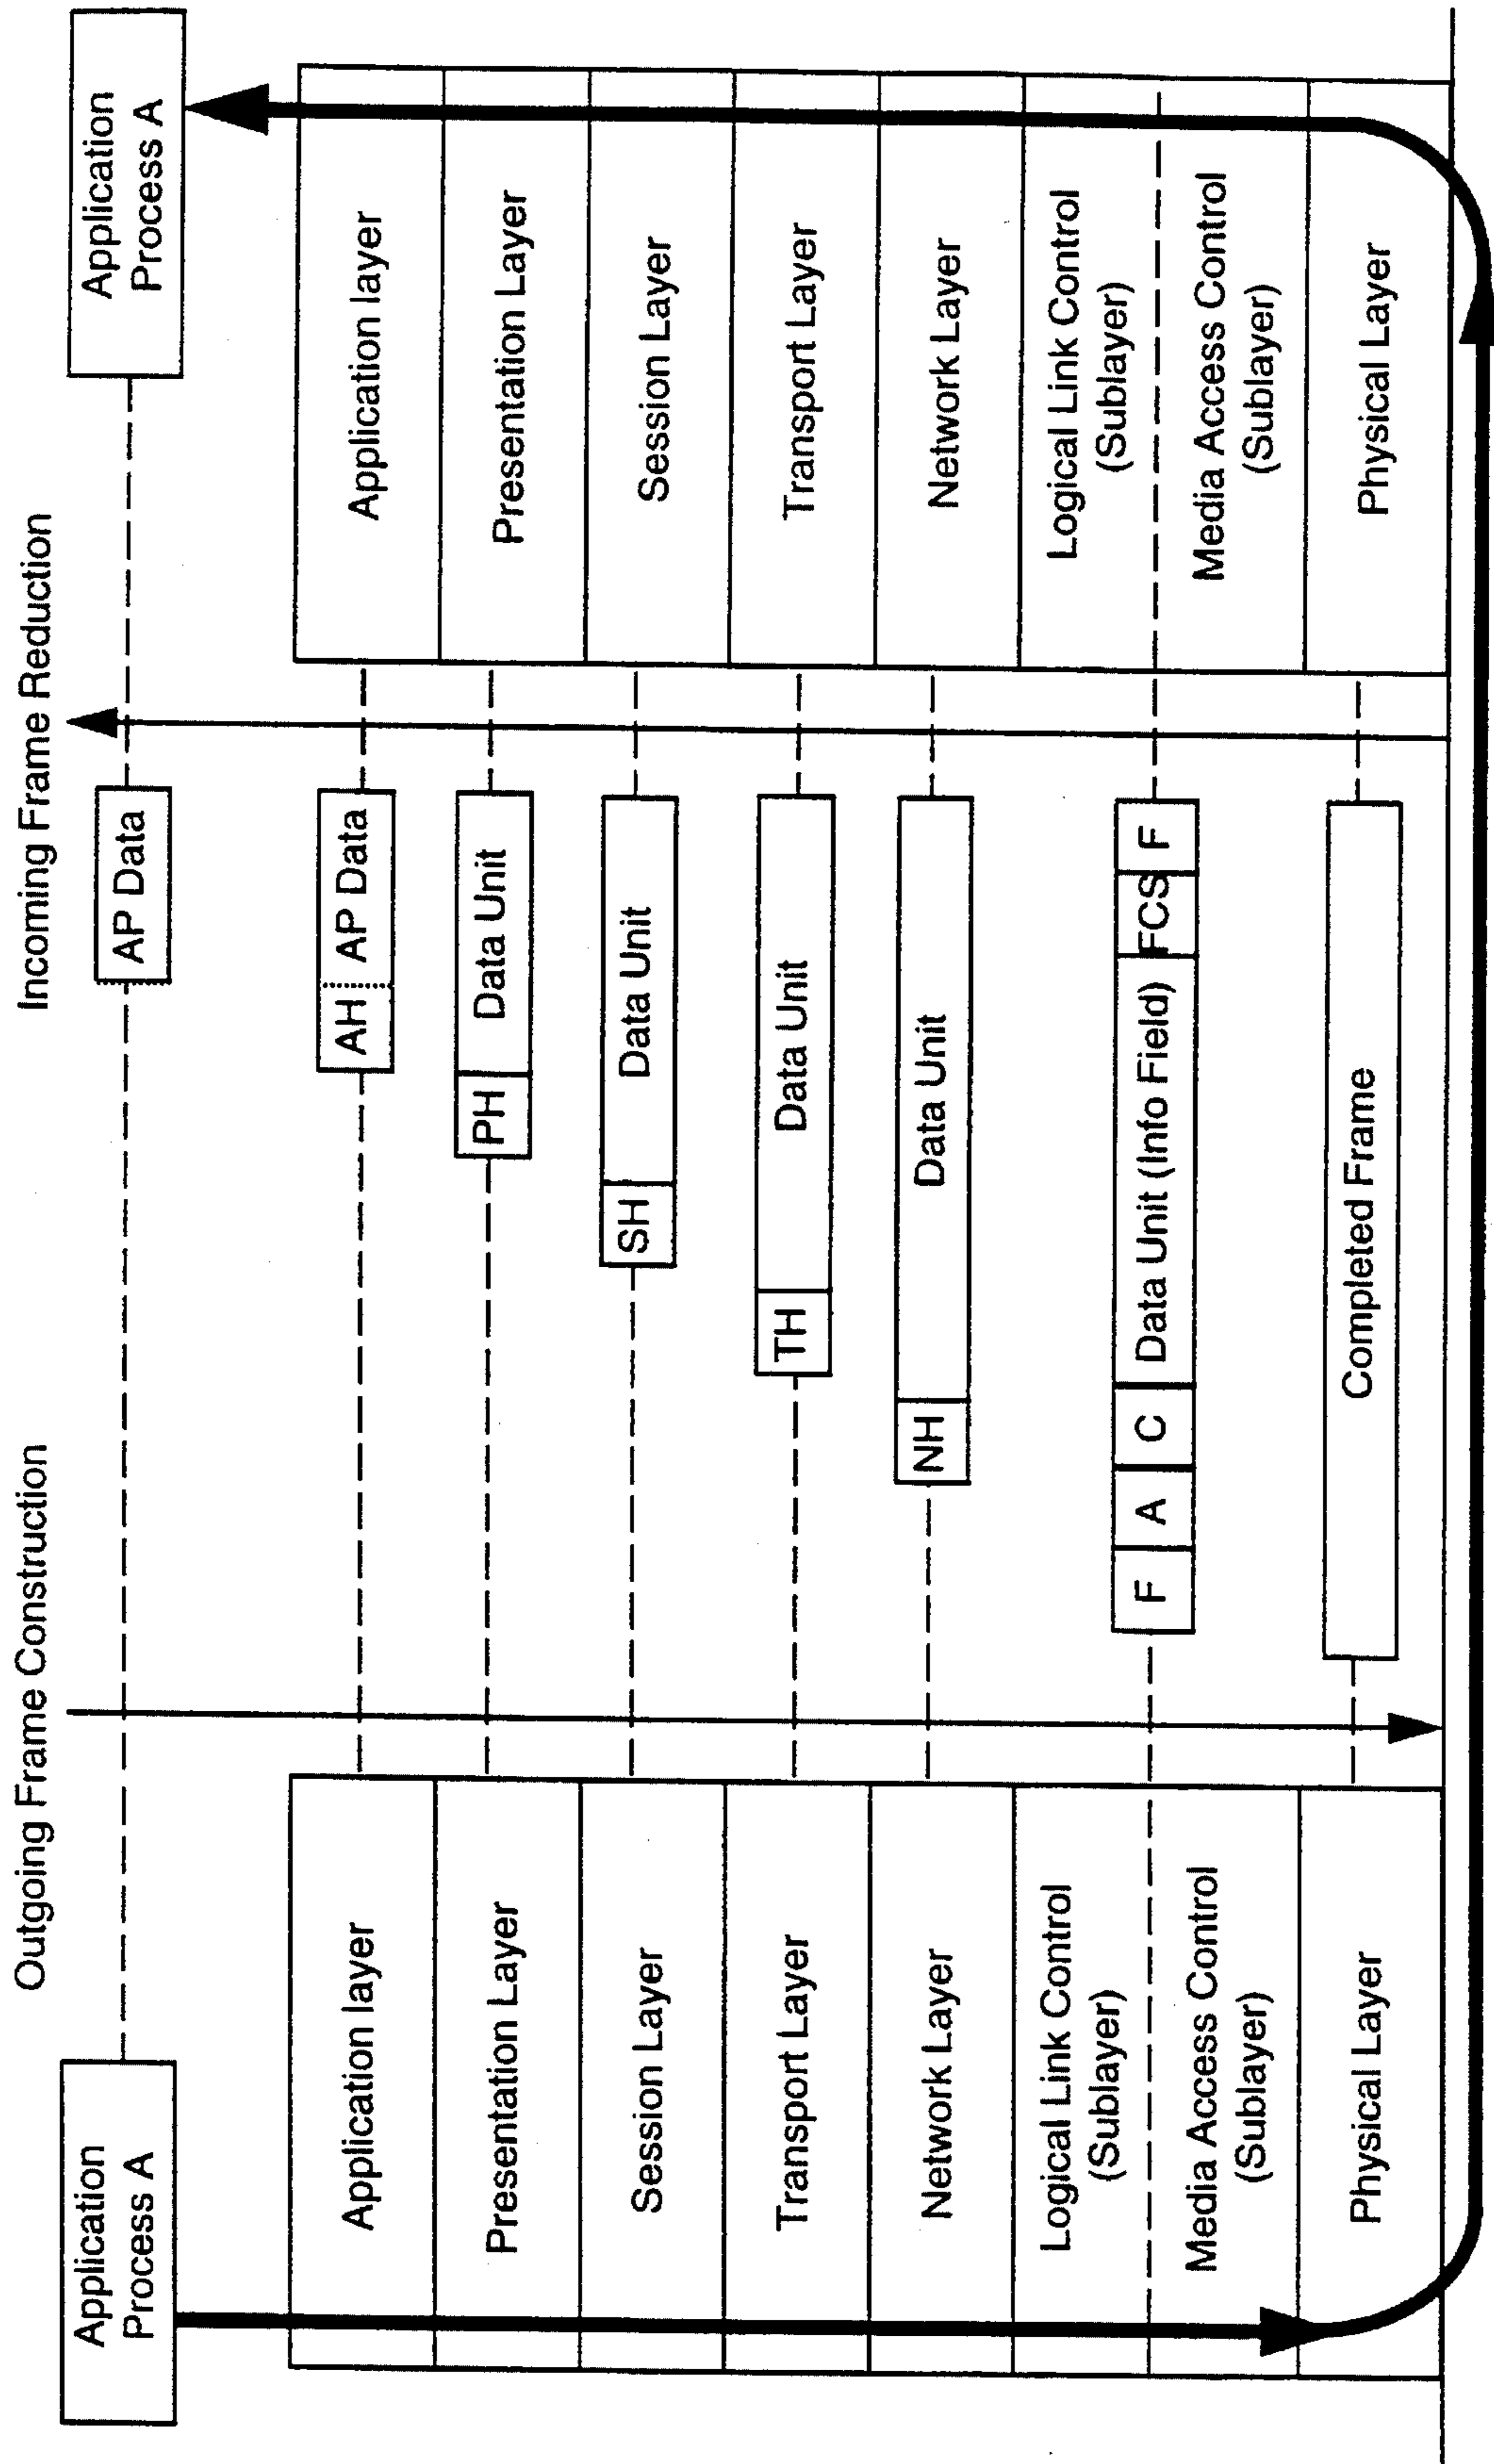 Outgoing Frame Construction
Incoming Frame Reduction
Application
Process A
AP Data
Application
Process A
Application layer
AH AP Data
Application layer
Presentation Layer
PH Data Unit
Presentation Layer
Session Layer
SH Data Unit
Session Layer
Transport Layer
TH Data Unit
Transport Layer
Network Layer
NH Data Unit
Network Layer
Logical Link Control
(Sublayer)
F A C Data Unit (Info Field) FCS F
Logical Link Control
(Sublayer)
Media Access Control
(Sublayer)
Media Access Control
(Sublayer)
Physical Layer
Completed Frame
Physical Layer